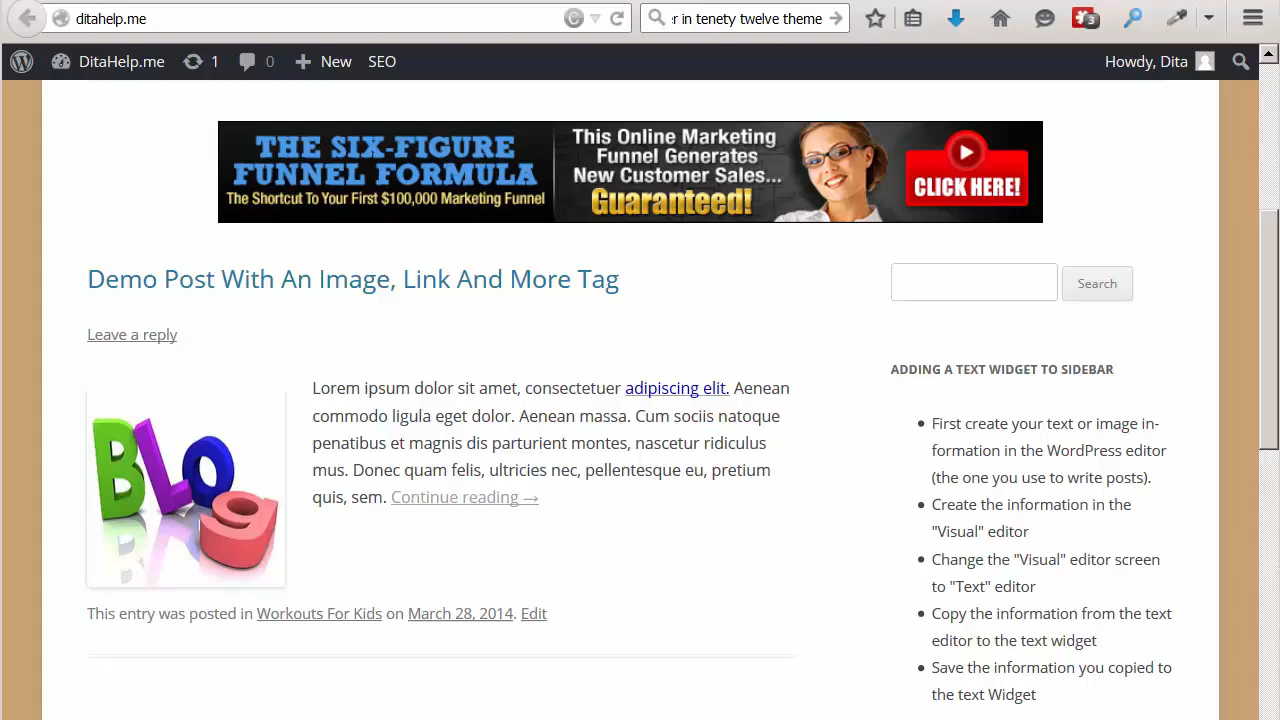 ditahelp.me
r in tenety twelve theme
3
DitaHelp.me
1
0
New
SEO
Howdy, Dita
THE SIX-FIGURE
FUNNEL FORMULA
The Shortcut To Your First $100,000 Marketing Funnel
This Online Marketing
Funnel Generates
New Customer Sales...
Guaranteed!
CLICK HERE!
Demo Post With An Image, Link And More Tag
Search
Leave a reply
ADDING A TEXT WIDGET TO SIDEBAR
BLOg
Lorem ipsum dolor sit amet, consectetuer adipiscing elit. Aenean
commodo ligula eget dolor. Aenean massa. Cum sociis natoque
penatibus et magnis dis parturient montes, nascetur ridiculus
mus. Donec quam felis, ultricies nec, pellentesque eu, pretium
quis, sem. Continue reading →
This entry was posted in Workouts For Kids on March 28, 2014. Edit
• First create your text or image in-
formation in the WordPress editor
(the one you use to write posts).
• Create the information in the
"Visual" editor
• Change the "Visual" editor screen
to "Text" editor
• Copy the information from the text
editor to the text widget
• Save the information you copied to
the text Widget